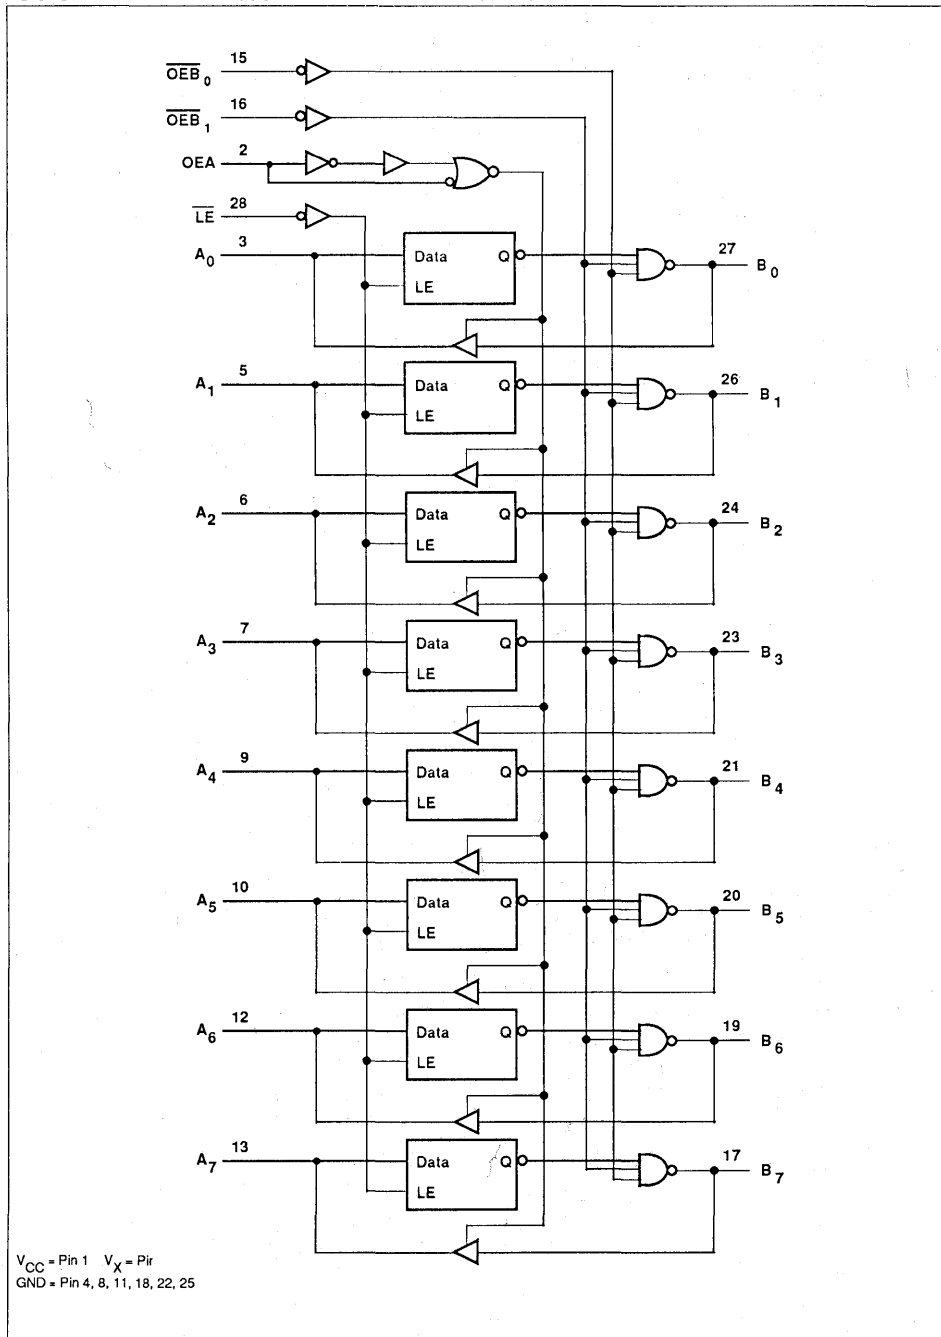 OEB0 15
OEB1 16
OEA 2
LE 28
A0 3 Data Q 27 B0
LE
A1 5 Data Q 26 B1
LE
A2 6 Data Q 24 B2
LE
A3 7 Data Q 23 B3
LE
A4 9 Data Q 21 B4
LE
A5 10 Data Q 20 B5
LE
A6 12 Data Q 19 B6
LE
A7 13 Data Q 17 B7
LE
VCC = Pin 1 VX = Pir
GND = Pin 4, 8, 11, 18, 22, 25